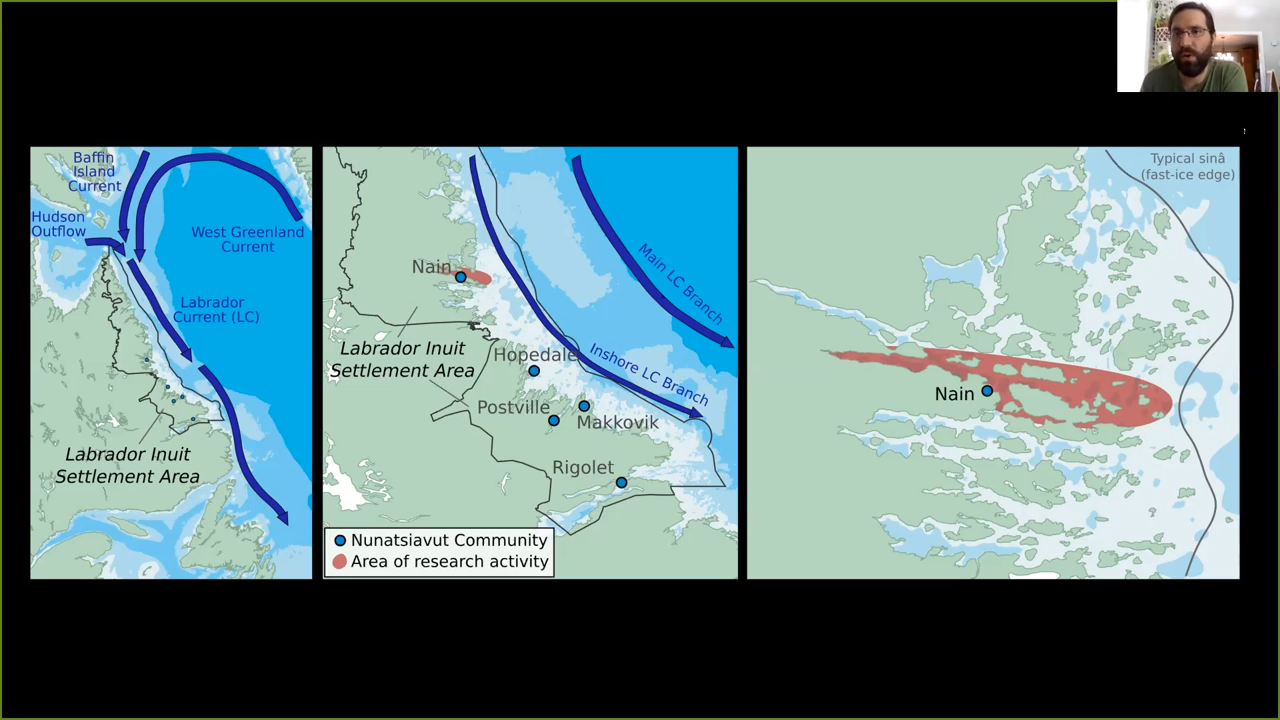 Baffin
Island
Current
Hudson
Outflow
West Greenland
Current
Labrador
Current (LC)
Labrador Inuit
Settlement Area
Main LC Branch
Nain
Labrador Inuit
Settlement Area
Hopedale
Inshore LC Branch
Postville
Makkovik
Rigolet
Nunatsiavut Community
Area of research activity
Typical sinâ
(fast-ice edge)
Nain